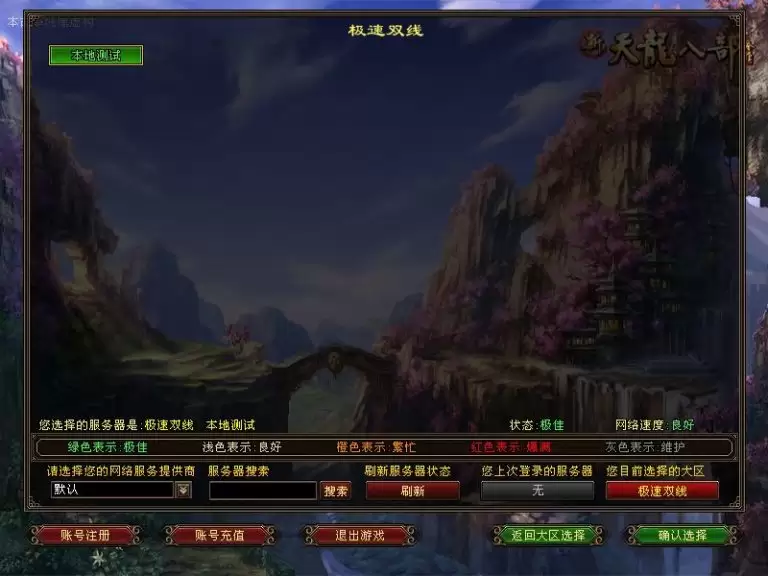 极速双线
新天龍八部
本地测试
您选择的服务器是:极速双线 本地测试 状态:极佳 网络速度:良好
绿色表示:极佳 浅色表示:良好 橙色表示:繁忙 红色表示:爆满 灰色表示:维护
请选择您的网络服务提供商 服务器搜索 刷新服务器状态 您上次登录的服务器 您目前选择的大区
默认 搜索 刷新 无 极速双线
账号注册 账号充值 退出游戏 返回大区选择 确认选择